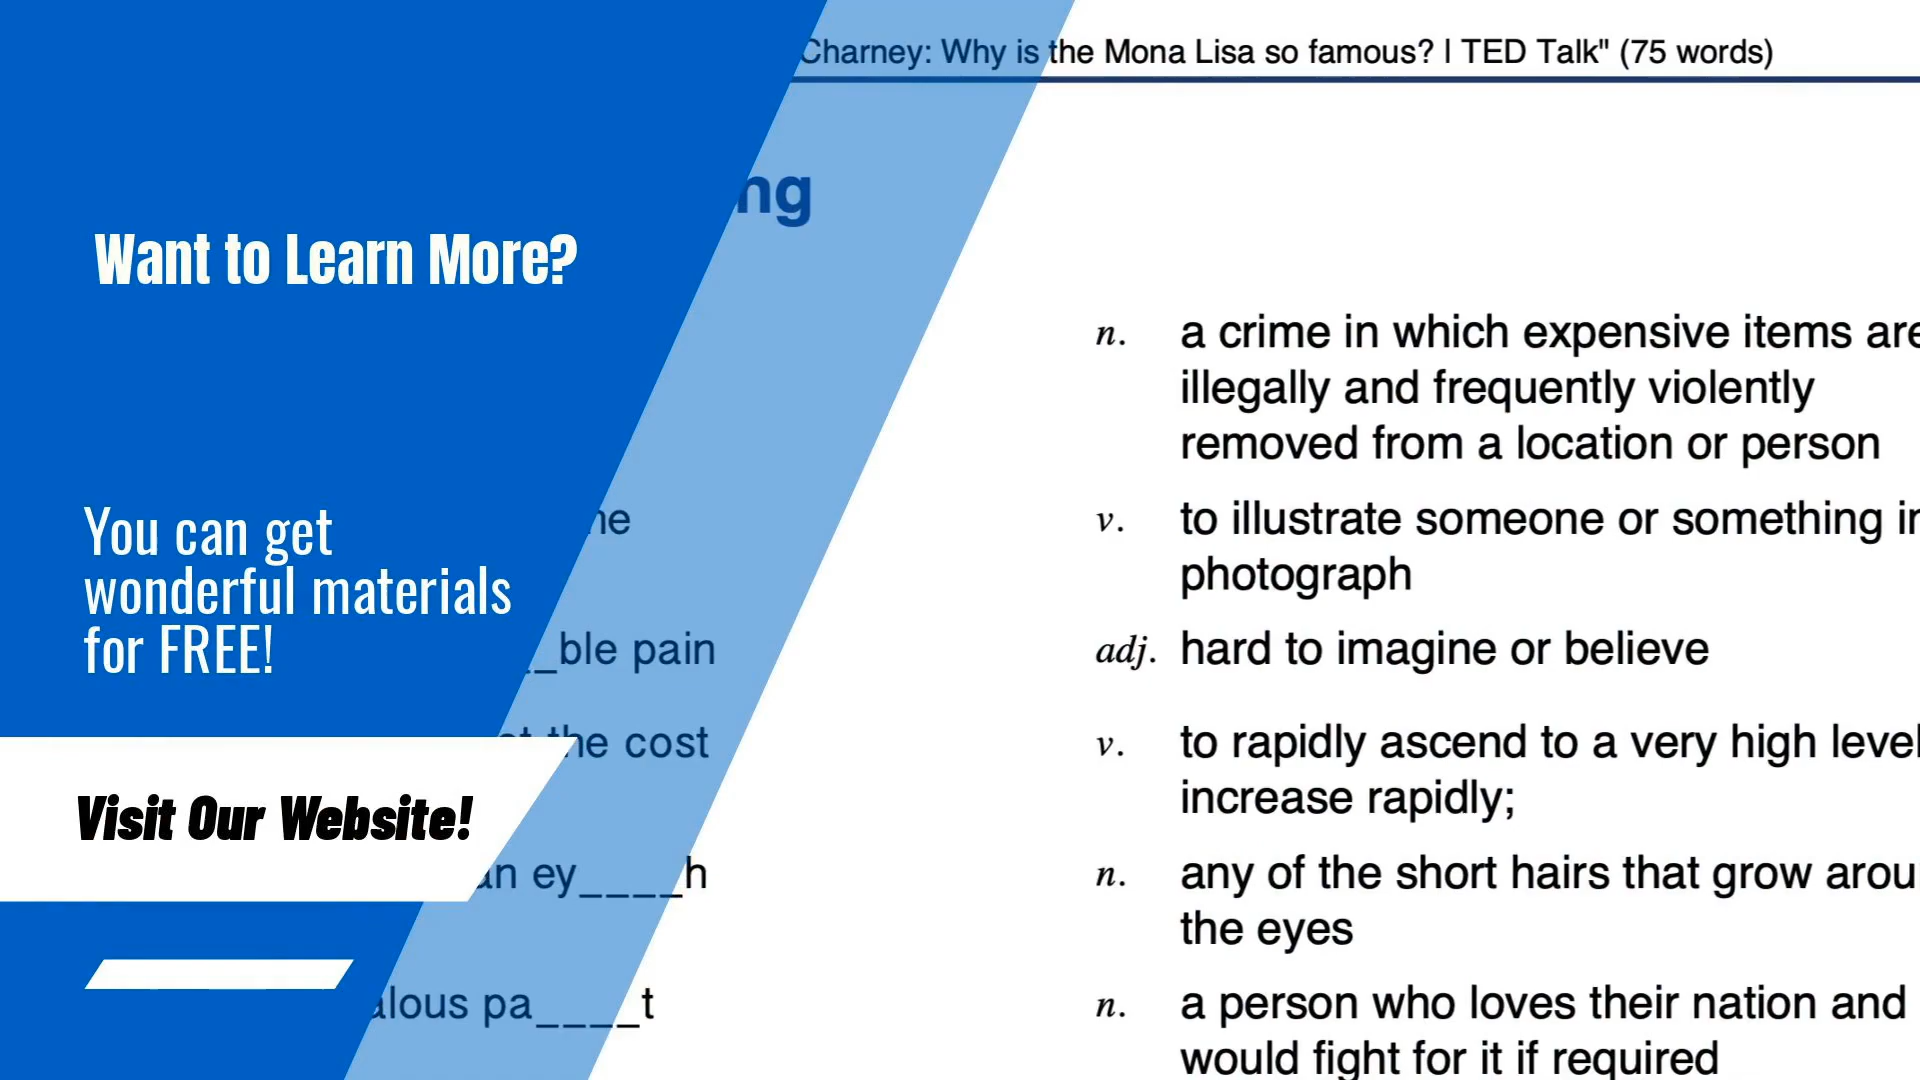 Charney: Why is the Mona Lisa so famous? | TED Talk" (75 words)
ng
Want to Learn More?
You can get
wonderful materials
for FREE!
Visit Our Website!
ne
_ble pain
the cost
an ey____h
alous pa____t
n. a crime in which expensive items are
illegally and frequently violently
removed from a location or person
v. to illustrate someone or something in
photograph
adj. hard to imagine or believe
v. to rapidly ascend to a very high level
increase rapidly;
n. any of the short hairs that grow arou
the eyes
n. a person who loves their nation and
would fight for it if required